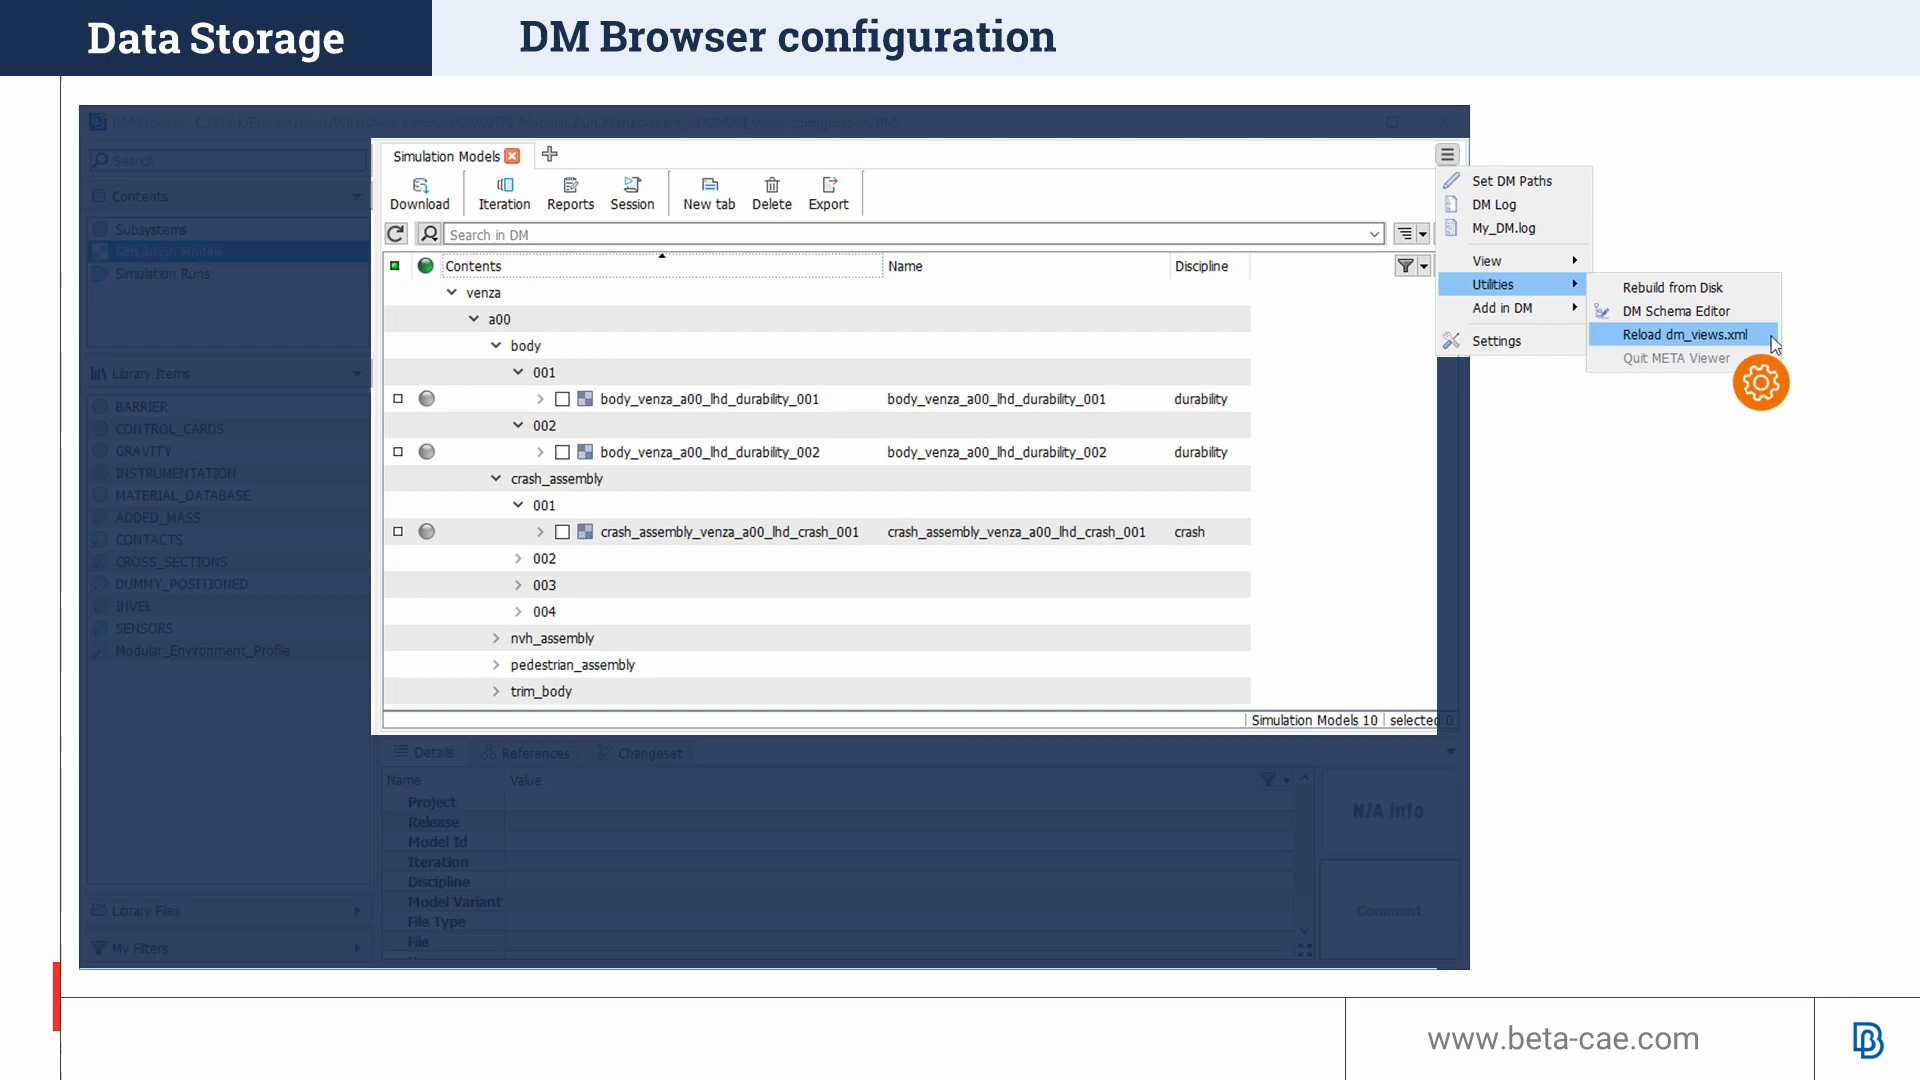 Data Storage
DM Browser configuration
Search
Contents
Subsystems
Simulation Models
Simulation Runs
Library Items
BARRIER
CONTROL_CARDS
GRAVITY
INSTRUMENTATION
MATERIAL_DATABASE
ADDED_MASS
CONTACTS
CROSS_SECTIONS
DUMMY_POSITIONED
INVEL
SENSORS
Modular_Environment_Profile
Library Files
My Filters
Simulation Models
Download
Iteration
Reports
Session
New tab
Delete
Export
Search in DM
Contents Name Discipline
venza
a00
body
001
body_venza_a00_lhd_durability_001 body_venza_a00_lhd_durability_001 durability
002
body_venza_a00_lhd_durability_002 body_venza_a00_lhd_durability_002 durability
crash_assembly
001
crash_assembly_venza_a00_lhd_crash_001 crash_assembly_venza_a00_lhd_crash_001 crash
002
003
004
nvh_assembly
pedestrian_assembly
trim_body
Simulation Models 10 selected 0
Set DM Paths
DM Log
My_DM.log
View
Utilities
Add in DM
Settings
Rebuild from Disk
DM Schema Editor
Reload dm_views.xml
Quit META Viewer
Details References Changeset
Name Value
Project
Release
Model Id
Iteration
Discipline
Model Variant
File Type
File
N/A info
Comment
www.beta-cae.com